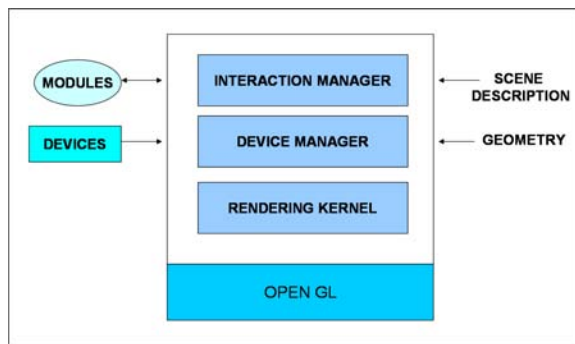 MODULES
INTERACTION MANAGER
SCENE
DESCRIPTION
DEVICES
DEVICE MANAGER
GEOMETRY
RENDERING KERNEL
OPEN GL